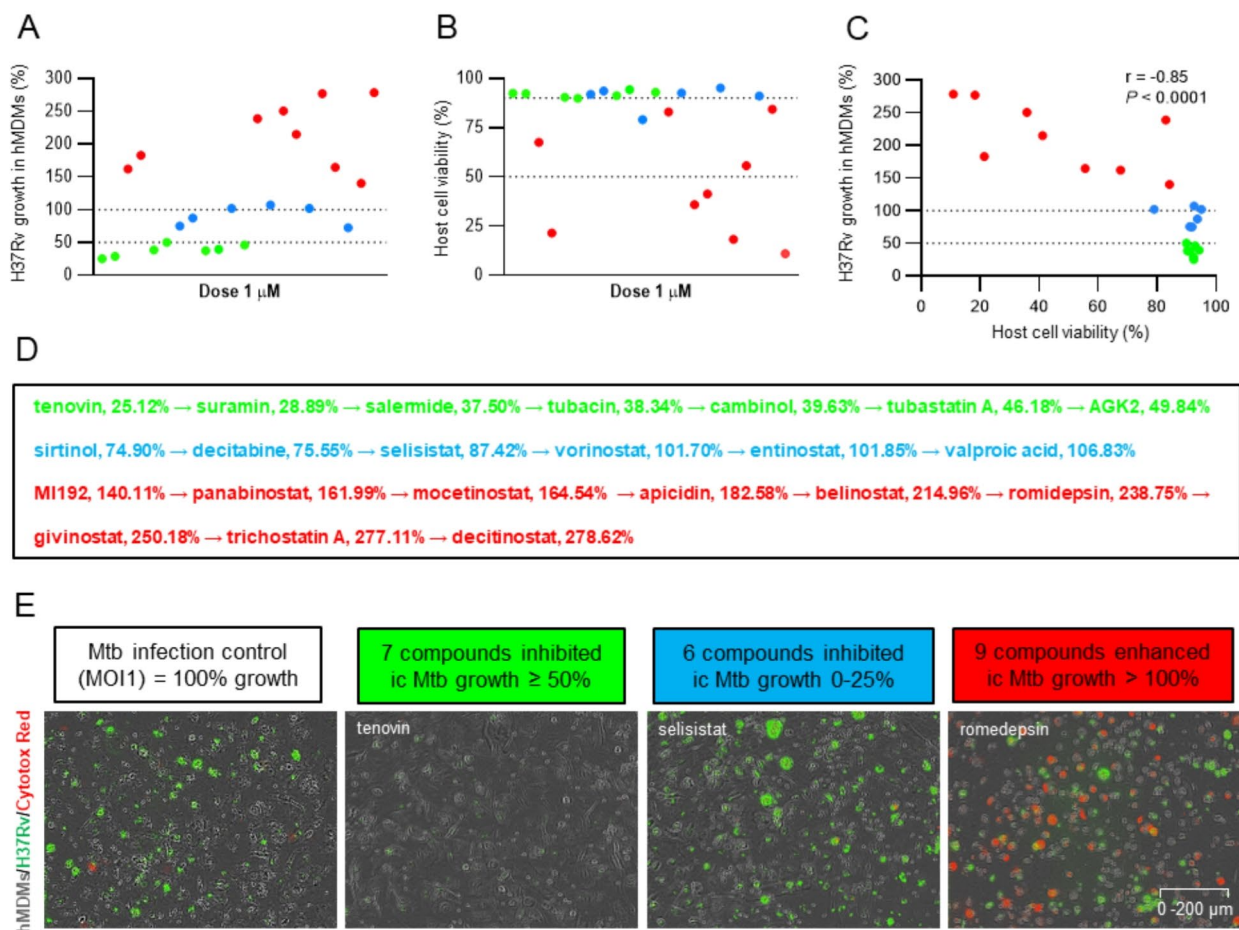 A
H37Rv growth in hMDMs (%)
300
250
200
150
100
50
0
Dose 1 μM
B
Host cell viability (%)
100
75
50
25
0
Dose 1 μM
C
r = -0.85
P < 0.0001
H37Rv growth in hMDMs (%)
300
250
200
150
100
50
0
0 20 40 60 80 100
Host cell viability (%)
D
tenovin, 25.12% → suramin, 28.89% → salermide, 37.50% → tubacin, 38.34% → cambinol, 39.63% → tubastatin A, 46.18% → AGK2, 49.84%
sirtinol, 74.90% → decitabine, 75.55% → selisistat, 87.42% → vorinostat, 101.70% → entinostat, 101.85% → valproic acid, 106.83%
MI192, 140.11% → panabinostat, 161.99% → mocetinostat, 164.54% → apicidin, 182.58% → belinostat, 214.96% → romidepsin, 238.75% →
givinostat, 250.18% → trichostatin A, 277.11% → decitinostat, 278.62%
E
Mtb infection control
(MOI1) = 100% growth
7 compounds inhibited
ic Mtb growth ≥ 50%
6 compounds inhibited
ic Mtb growth 0-25%
9 compounds enhanced
ic Mtb growth > 100%
hMDMs/H37Rv/Cytotox Red
tenovin
selisistat
romedepsin
0 -200 μm